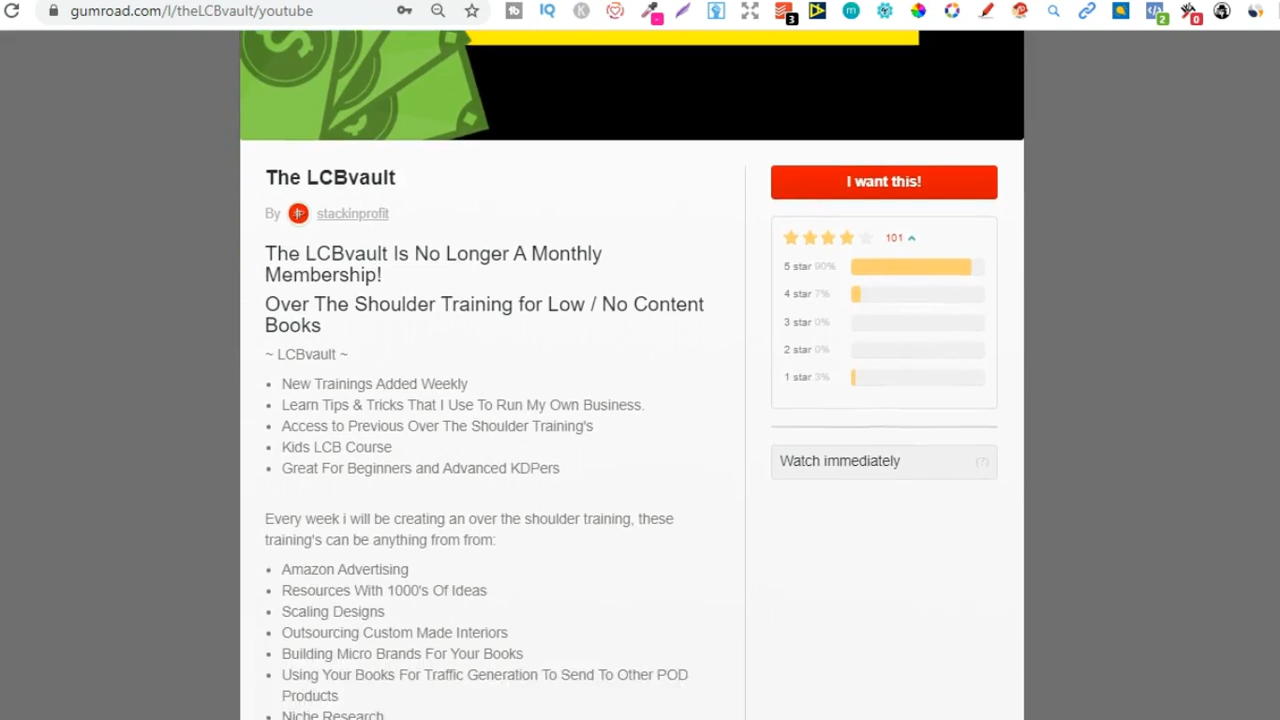 gumroad.com/l/theLCBvault/youtube
The LCBvault
By stackinprofit
The LCBvault Is No Longer A Monthly
Membership!
Over The Shoulder Training for Low / No Content
Books
~ LCBvault ~
New Trainings Added Weekly
Learn Tips & Tricks That I Use To Run My Own Business.
Access to Previous Over The Shoulder Training's
Kids LCB Course
Great For Beginners and Advanced KDPers
Every week i will be creating an over the shoulder training, these
training's can be anything from from:
Amazon Advertising
Resources With 1000's Of Ideas
Scaling Designs
Outsourcing Custom Made Interiors
Building Micro Brands For Your Books
Using Your Books For Traffic Generation To Send To Other POD
Products
Niche Research
I want this!
101
5 star 90%
4 star 7%
3 star 0%
2 star 0%
1 star 3%
Watch immediately (?)
IQ
K
3
m
2
0